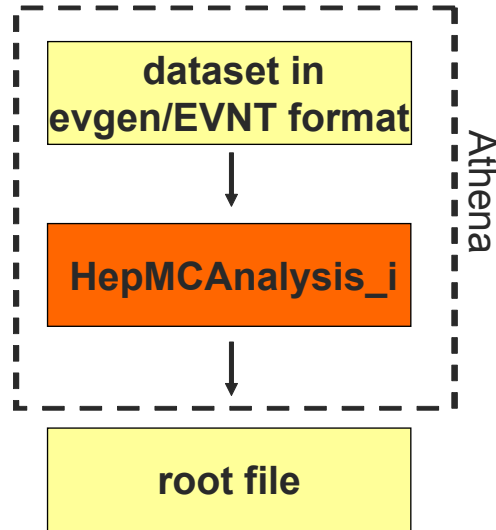 dataset in
evgen/EVNT format
Athena
HepMCAnalysis_i
root file